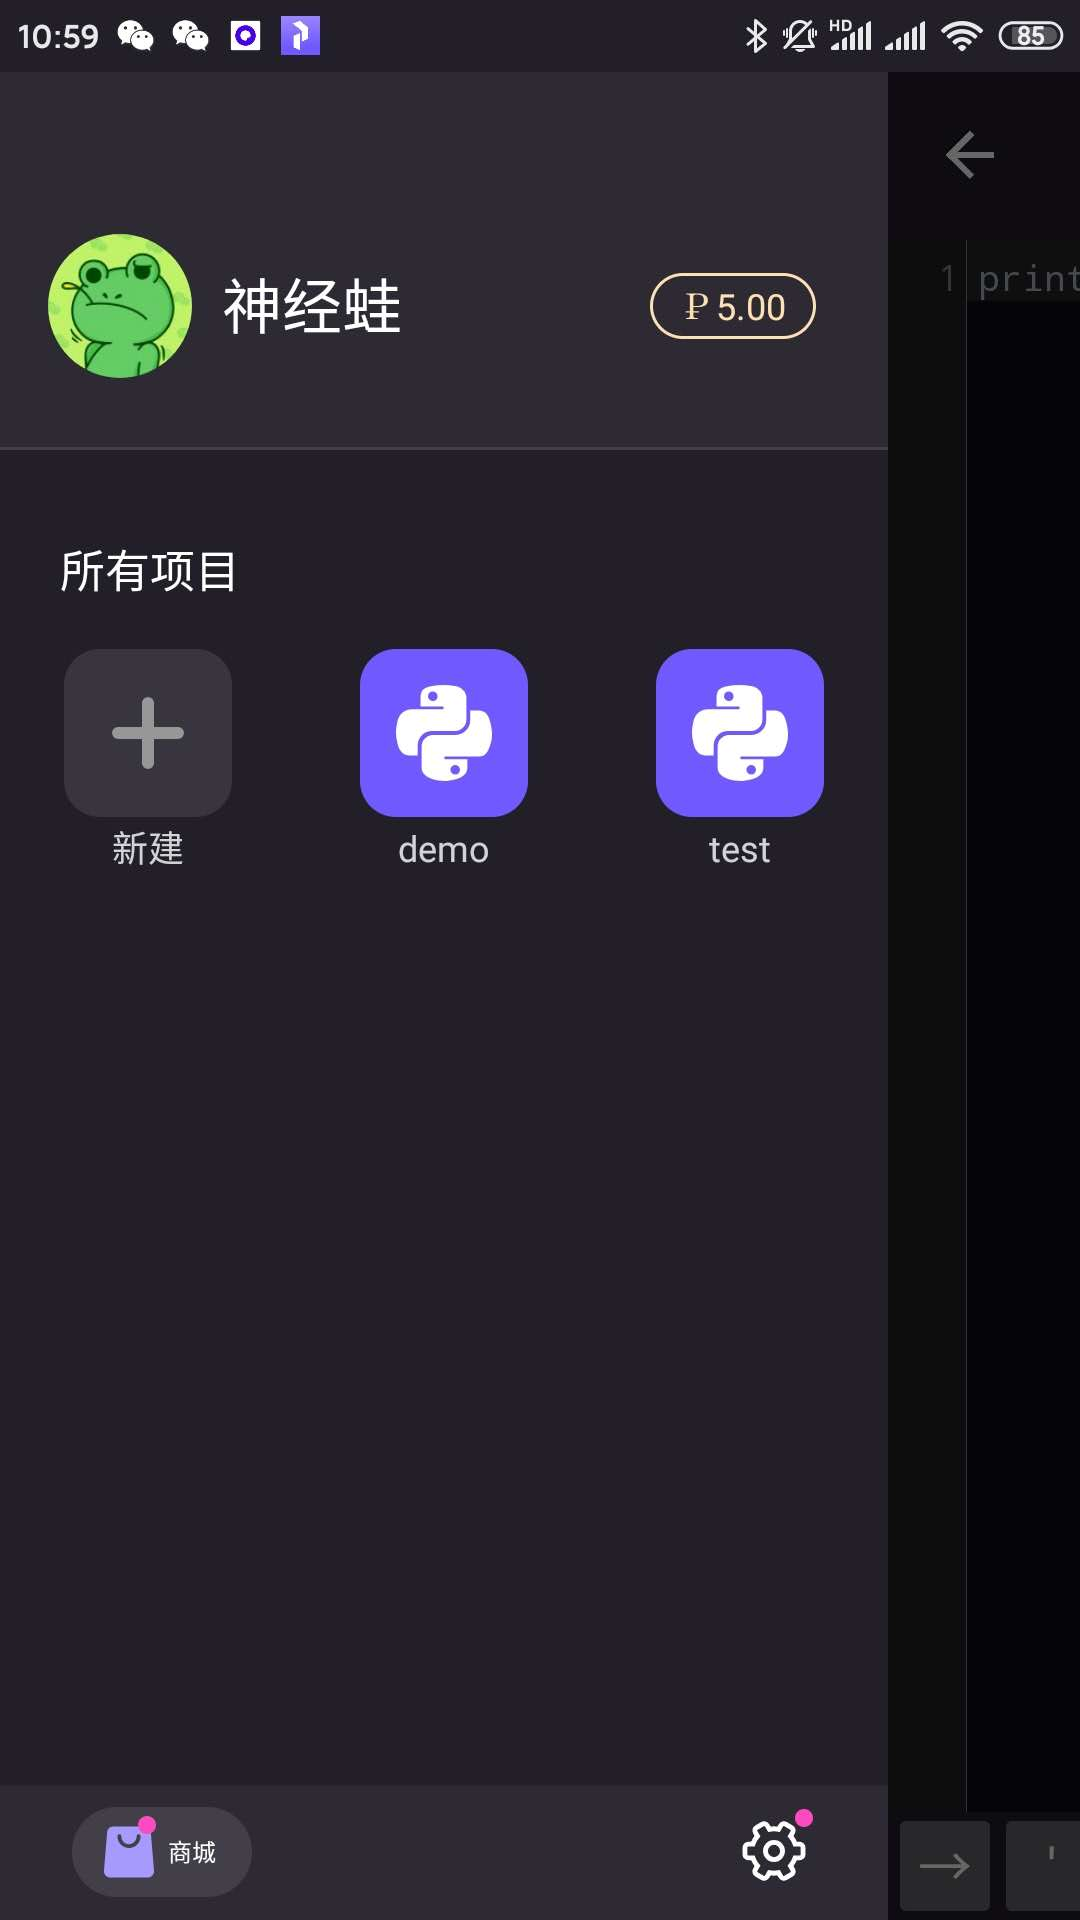 10:59 HD 85
神经蛙 ₽ 5.00
1 print
所有项目
新建 demo test
商城
→ '